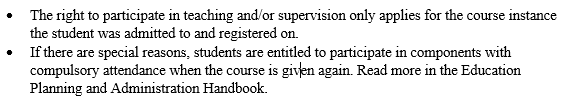 • The right to participate in teaching and/or supervision only applies for the course instance
the student was admitted to and registered on.
• If there are special reasons, students are entitled to participate in components with
compulsory attendance when the course is given again. Read more in the Education
Planning and Administration Handbook.